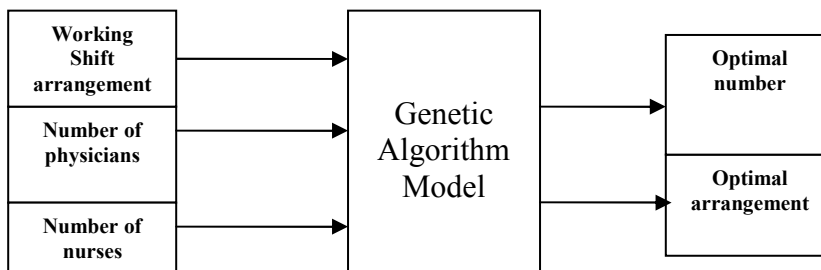 Working
Shift
arrangement
Number of
physicians
Number of
nurses
Genetic
Algorithm
Model
Optimal
number
Optimal
arrangement